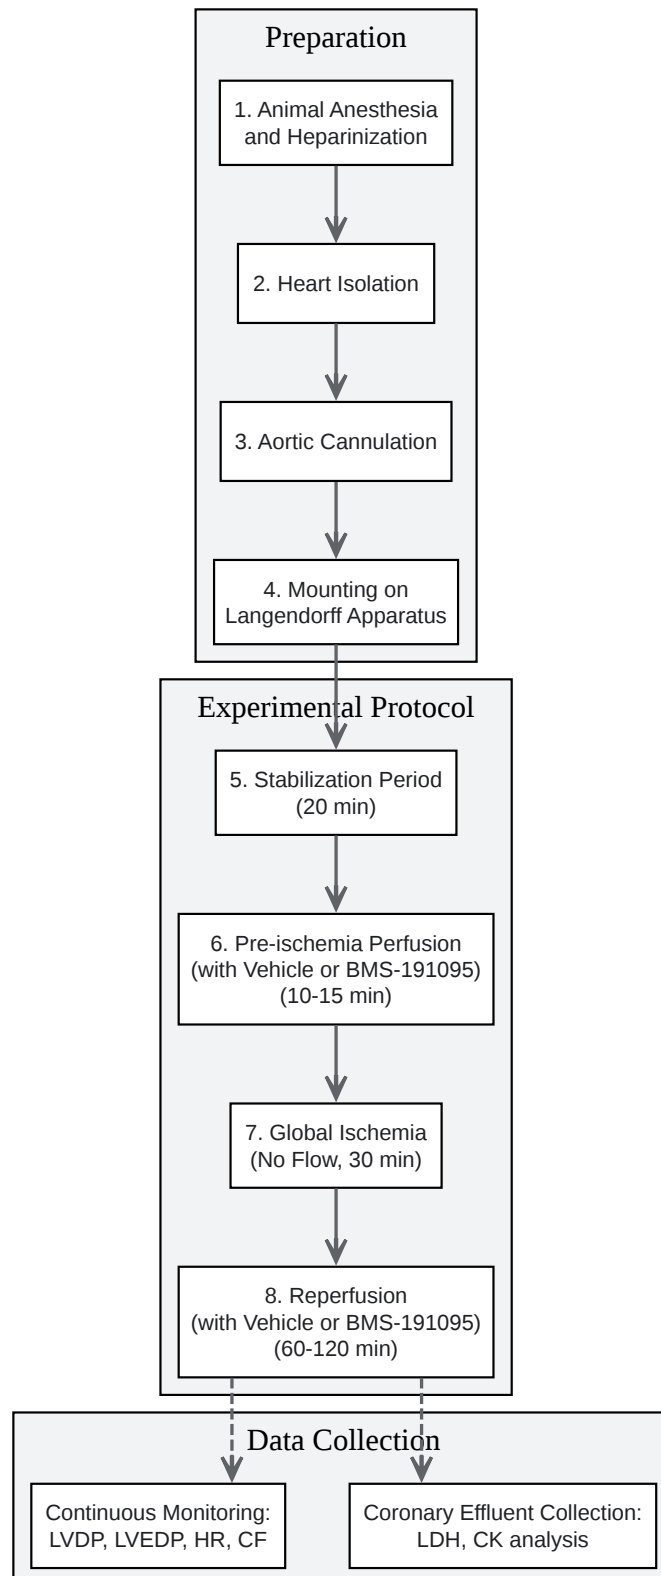 Preparation
1. Animal Anesthesia
and Heparinization
2. Heart Isolation
3. Aortic Cannulation
4. Mounting on
Langendorff Apparatus
Experimental Protocol
5. Stabilization Period
(20 min)
6. Pre-ischemia Perfusion
(with Vehicle or BMS-191095)
(10-15 min)
7. Global Ischemia
(No Flow, 30 min)
8. Reperfusion
(with Vehicle or BMS-191095)
(60-120 min)
Data Collection
Continuous Monitoring:
LVDP, LVEDP, HR, CF
Coronary Effluent Collection:
LDH, CK analysis